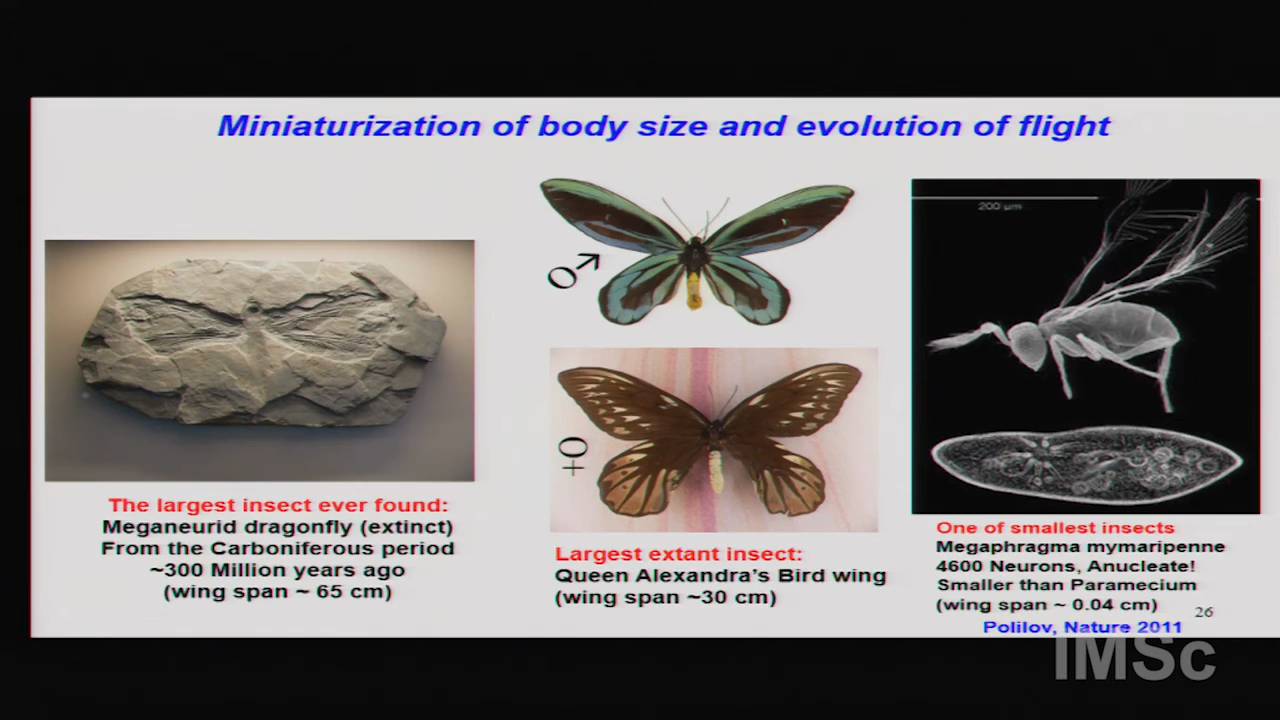 Miniaturization of body size and evolution of flight
200 µm
The largest insect ever found:
Meganeurid dragonfly (extinct)
From the Carboniferous period
~300 Million years ago
(wing span ~ 65 cm)
Largest extant insect:
Queen Alexandra's Bird wing
(wing span ~30 cm)
One of smallest insects
Megaphragma mymaripenne
4600 Neurons, Anucleate!
Smaller than Paramecium
(wing span ~ 0.04 cm)
26
Polilov, Nature 2011
IMSc